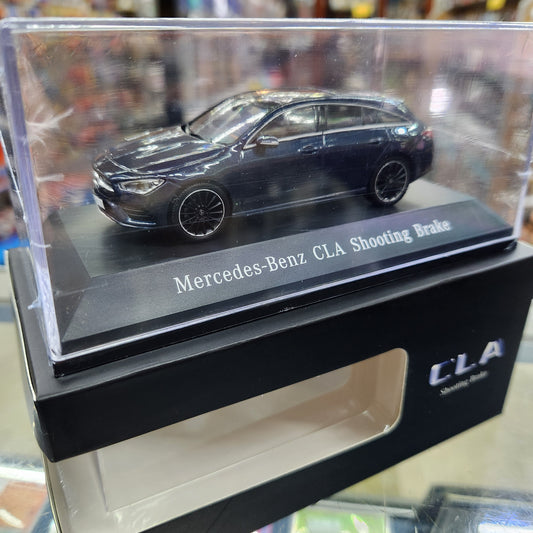 Mercedes-Benz CLA Shooting Brake
CLA
Shooting Brake